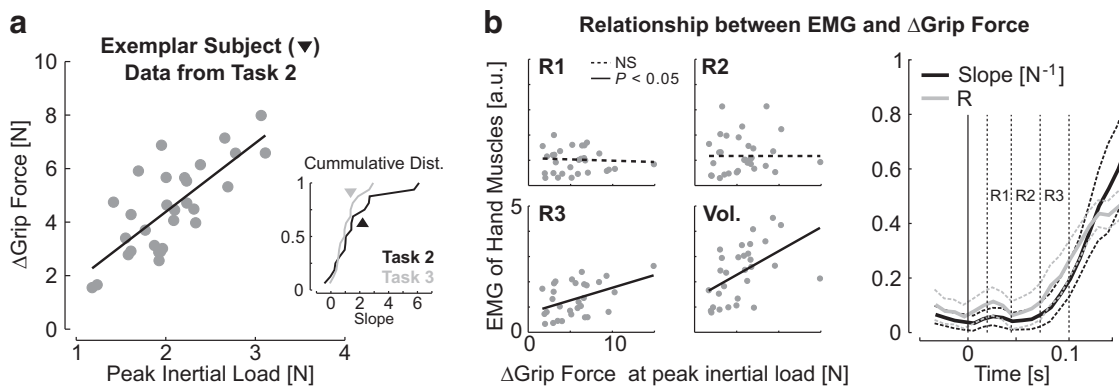 a
Exemplar Subject (▼)
Data from Task 2
10
8
6
4
2
0
ΔGrip Force [N]
1 2 3 4
Peak Inertial Load [N]
Cummulative Dist.
1
0.5
0
Task 2
Task 3
0 2 4 6
Slope
b
Relationship between EMG and ΔGrip Force
R1
NS
P < 0.05
R2
R3
Vol.
5
0
0 5 10 15
EMG of Hand Muscles [a.u.]
ΔGrip Force at peak inertial load [N]
Slope [N⁻¹]
R
1
0.8
0.6
0.4
0.2
0
R1 R2 R3
0 0.1
Time [s]